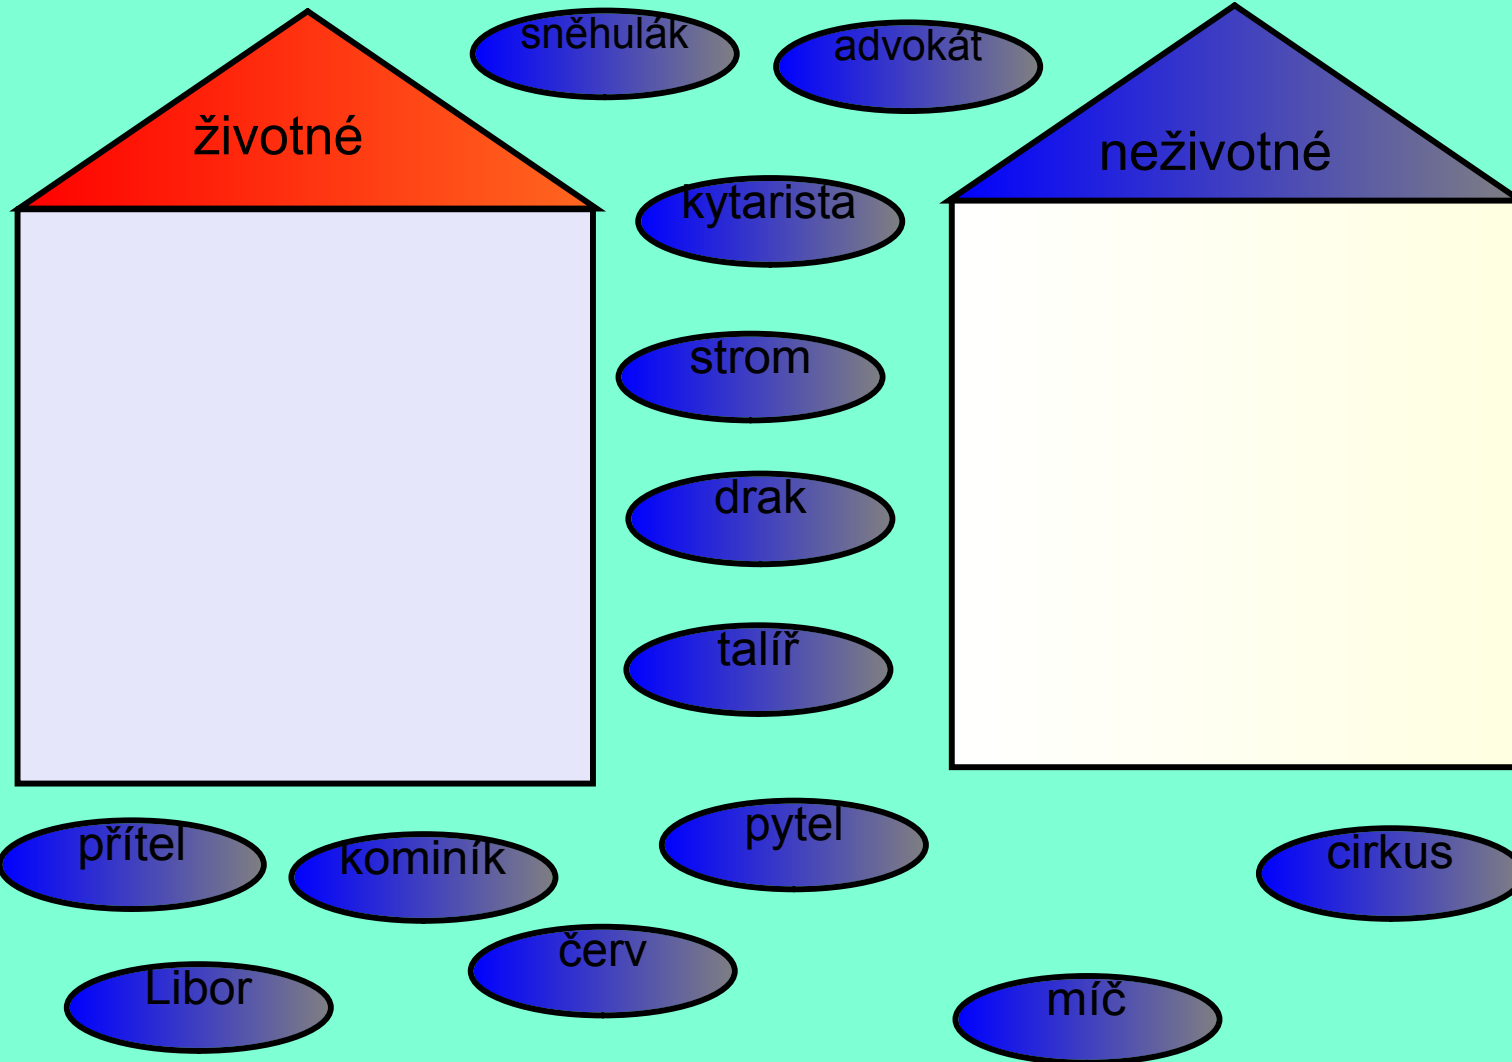 sněhulák
advokát
životné
neživotné
kytarista
strom
drak
talíř
přítel
kominík
pytel
cirkus
červ
Libor
míč